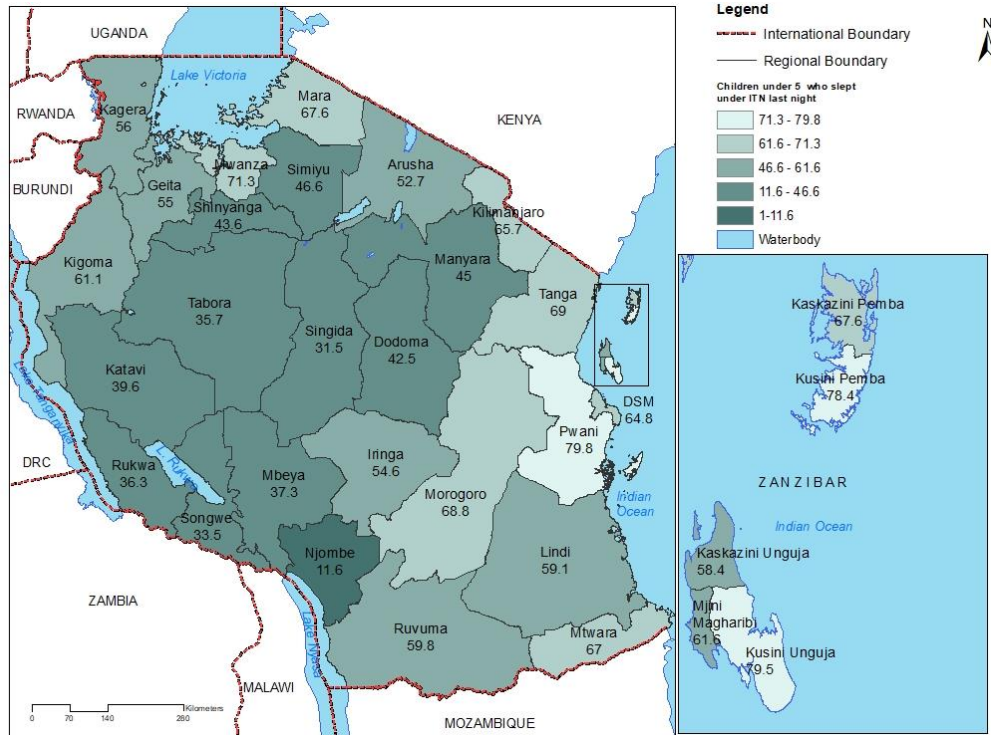 UGANDA
RWANDA
BURUNDI
DRC
ZAMBIA
MALAWI
MOZAMBIQUE
KENYA
Lake Victoria
Kagera
56
Mara
67.6
Mwanza
71.3
Simiyu
46.6
Arusha
52.7
Geita
55
Shinyanga
43.6
Kilimanjaro
65.7
Kigoma
61.1
Manyara
45
Tabora
35.7
Tanga
69
Singida
31.5
Dodoma
42.5
Katavi
39.6
Lake Tanganyika
DSM
64.8
Pwani
79.8
Rukwa
36.3
L. Rukwa
Mbeya
37.3
Iringa
54.6
Morogoro
68.8
Indian
Ocean
Songwe
33.5
Njombe
11.6
Lindi
59.1
Lake Nyasa
Ruvuma
59.8
Mtwara
67
Kilometers
0 70 140 280
Legend
International Boundary
Regional Boundary
Children under 5 who slept
under ITN last night
71.3 - 79.8
61.6 - 71.3
46.6 - 61.6
11.6 - 46.6
1-11.6
Waterbody
N
Kaskazini Pemba
67.6
Kusini Pemba
78.4
ZANZIBAR
Indian Ocean
Kaskazini Unguja
58.4
Mjini
Magharibi
61.6
Kusini Unguja
79.5